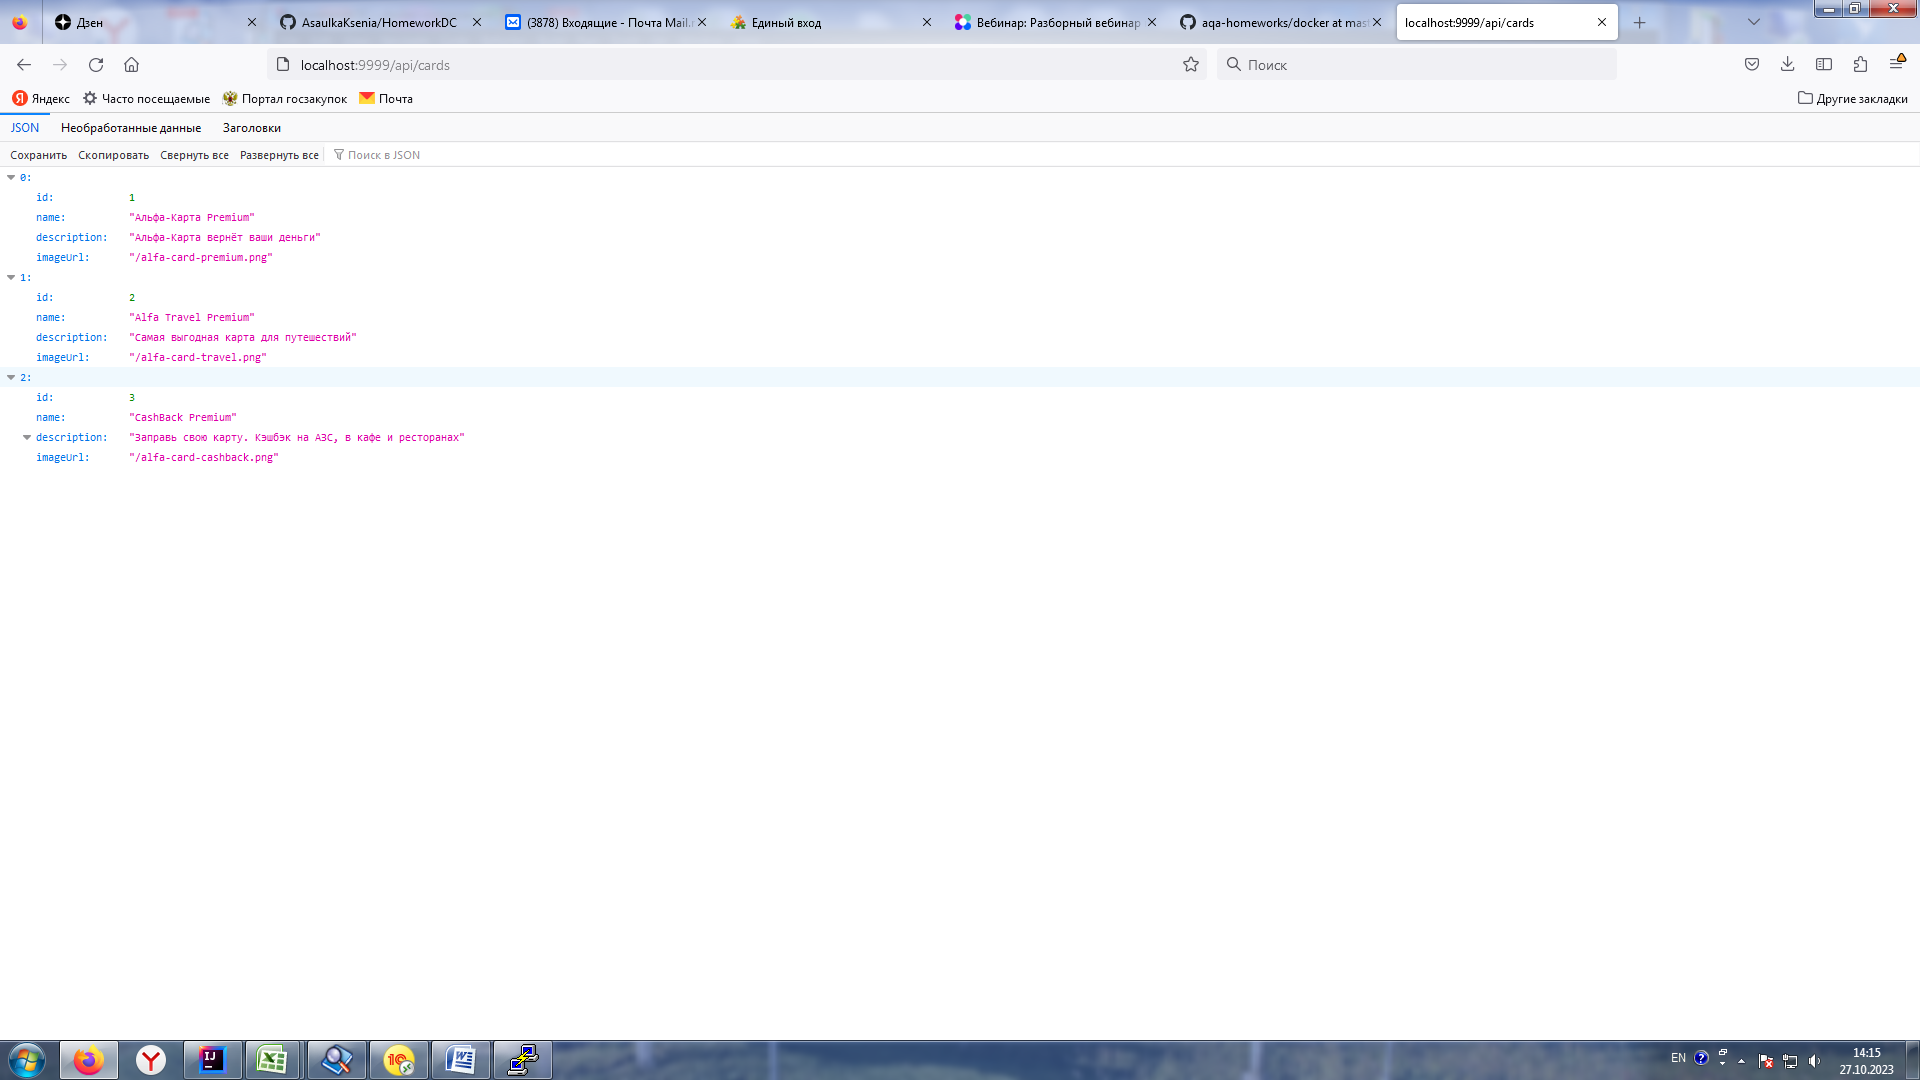 Дзен
AsaulkaKsenia/HomeworkDC
(3878) Входящие - Почта Mail.r
Единый вход
Вебинар: Разборный вебинар
aqa-homeworks/docker at mast
localhost:9999/api/cards
localhost:9999/api/cards
Поиск
Яндекс
Часто посещаемые
Портал госзакупок
Почта
Другие закладки
JSON
Необработанные данные
Заголовки
Сохранить
Скопировать
Свернуть все
Развернуть все
Поиск в JSON
0:
id: 1
name: "Альфа-Карта Premium"
description: "Альфа-Карта вернёт ваши деньги"
imageUrl: "/alfa-card-premium.png"
1:
id: 2
name: "Alfa Travel Premium"
description: "Самая выгодная карта для путешествий"
imageUrl: "/alfa-card-travel.png"
2:
id: 3
name: "CashBack Premium"
description: "Заправь свою карту. Кэшбэк на АЗС, в кафе и ресторанах"
imageUrl: "/alfa-card-cashback.png"
EN
14:15
27.10.2023